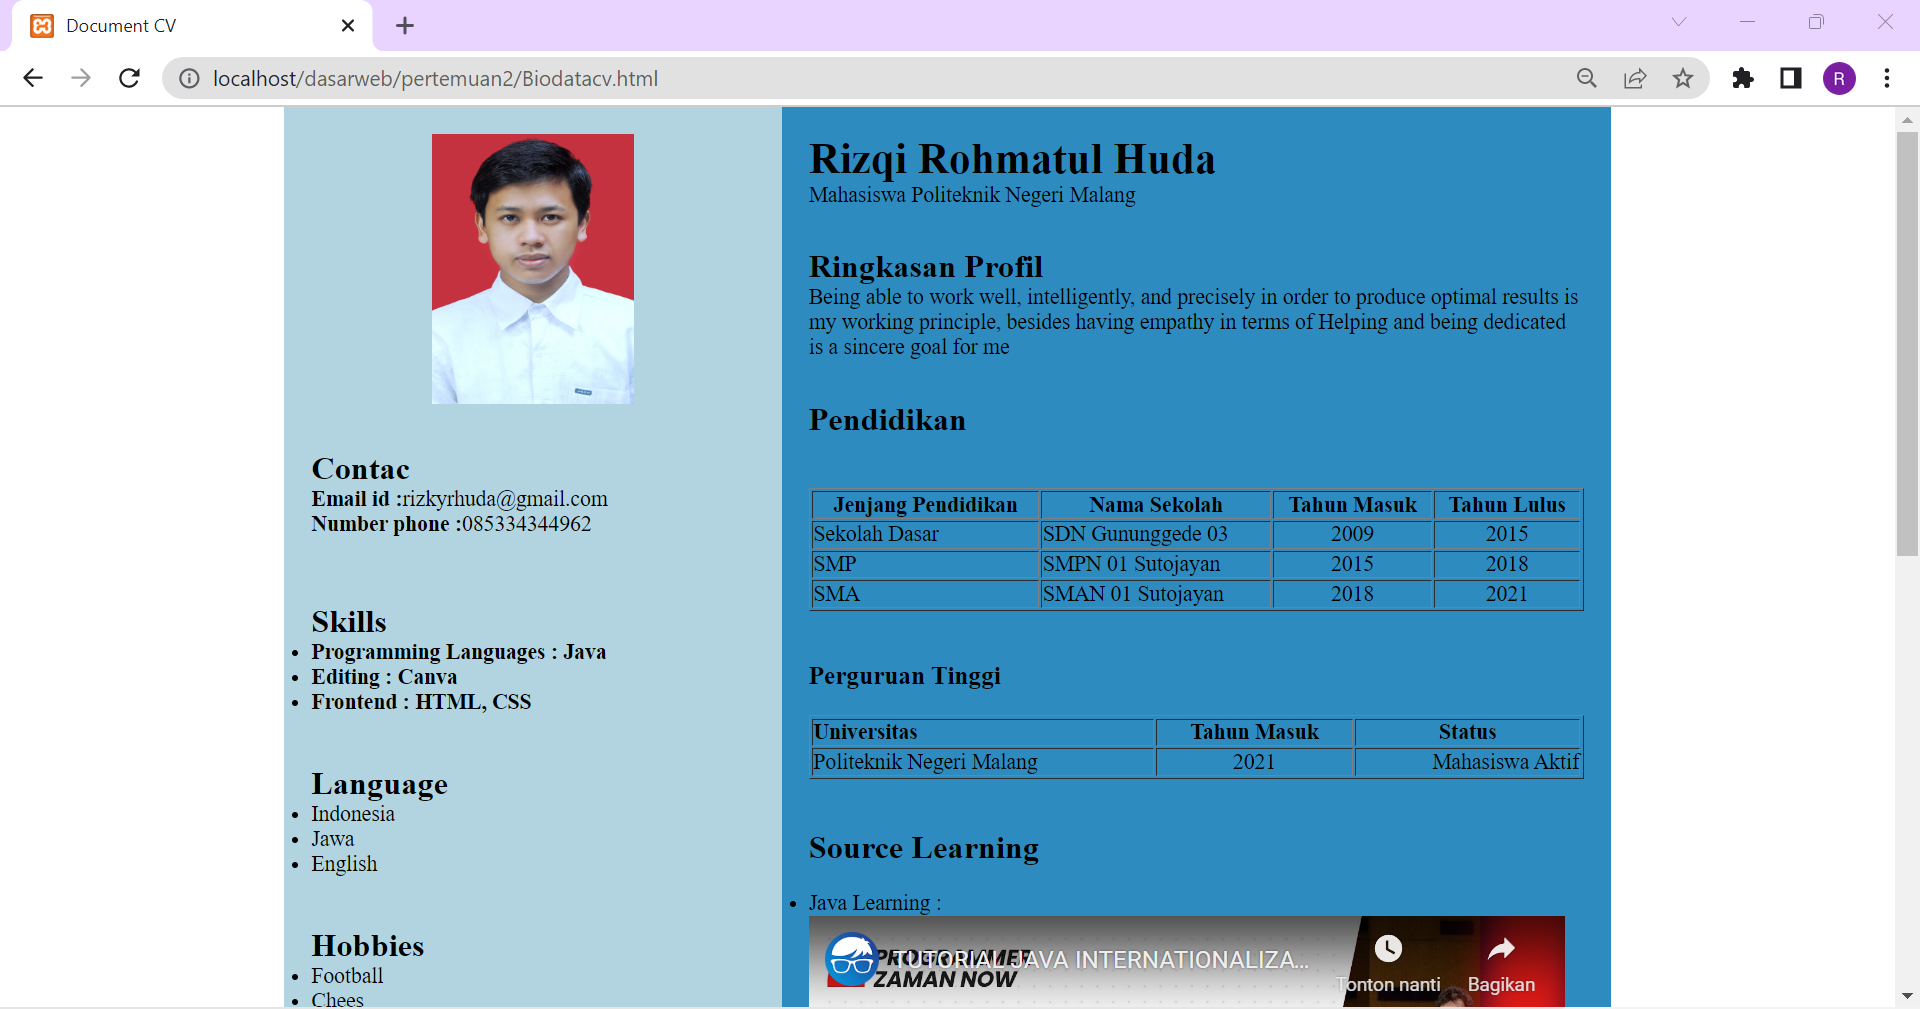 Document CV
localhost/dasarweb/pertemuan2/Biodatacv.html
R
Contac
Email id :rizkyrhuda@gmail.com
Number phone :085334344962
Skills
Programming Languages : Java
Editing : Canva
Frontend : HTML, CSS
Language
Indonesia
Jawa
English
Hobbies
Football
Chees
Rizqi Rohmatul Huda
Mahasiswa Politeknik Negeri Malang
Ringkasan Profil
Being able to work well, intelligently, and precisely in order to produce optimal results is
my working principle, besides having empathy in terms of Helping and being dedicated
is a sincere goal for me
Pendidikan
Jenjang Pendidikan Nama Sekolah Tahun Masuk Tahun Lulus
Sekolah Dasar SDN Gununggede 03 2009 2015
SMP SMPN 01 Sutojayan 2015 2018
SMA SMAN 01 Sutojayan 2018 2021
Perguruan Tinggi
Universitas Tahun Masuk Status
Politeknik Negeri Malang 2021 Mahasiswa Aktif
Source Learning
Java Learning :
TUTORIAL JAVA INTERNATIONALIZA...
PROGRAMMER
ZAMAN NOW
Tonton nanti Bagikan